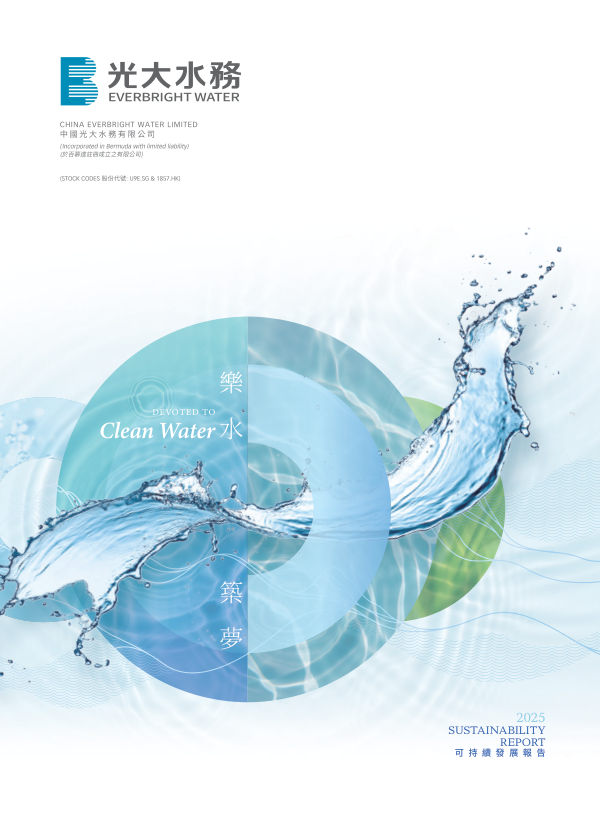 光大水務
EVERBRIGHT WATER
CHINA EVERBRIGHT WATER LIMITED
中國光大水務有限公司
(Incorporated in Bermuda with limited liability)
(於百慕達註冊成立之有限公司)
(STOCK CODES 股份代號: U9E.SG & 1857.HK)
樂
DEVOTED TO
Clean Water 水
築
夢
2025
SUSTAINABILITY
REPORT
可持續發展報告